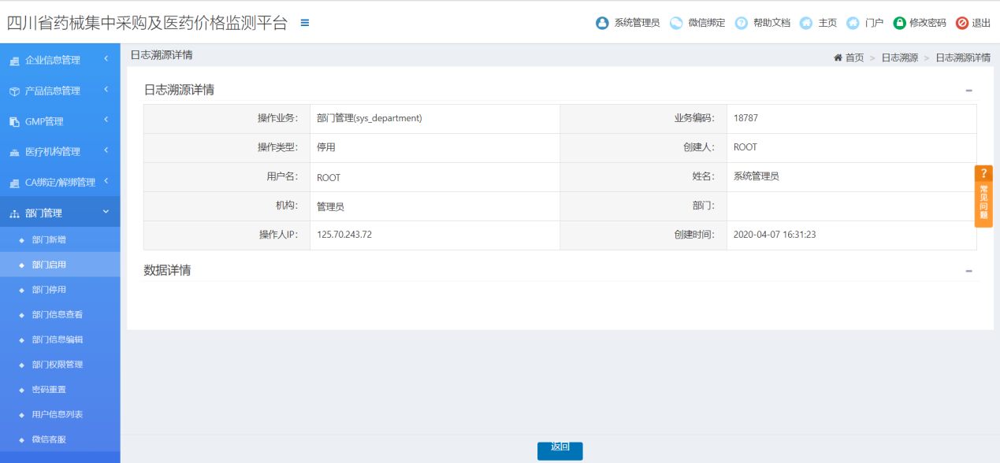 四川省药械集中采购及医药价格监测平台
系统管理员 微信绑定 帮助文档 主页 门户 修改密码 退出
企业信息管理
产品信息管理
GMP管理
医疗机构管理
CA绑定/解绑管理
部门管理
部门新增
部门启用
部门停用
部门信息查看
部门信息编辑
部门权限管理
密码重置
用户信息列表
微信客服
日志溯源详情
首页 > 日志溯源 > 日志溯源详情
日志溯源详情
操作业务： 部门管理(sys_department) 业务编码： 18787
操作类型： 停用 创建人： ROOT
用户名： ROOT 姓名： 系统管理员
机构： 管理员 部门：
操作人IP： 125.70.243.72 创建时间： 2020-04-07 16:31:23
数据详情
?
常见问题
返回